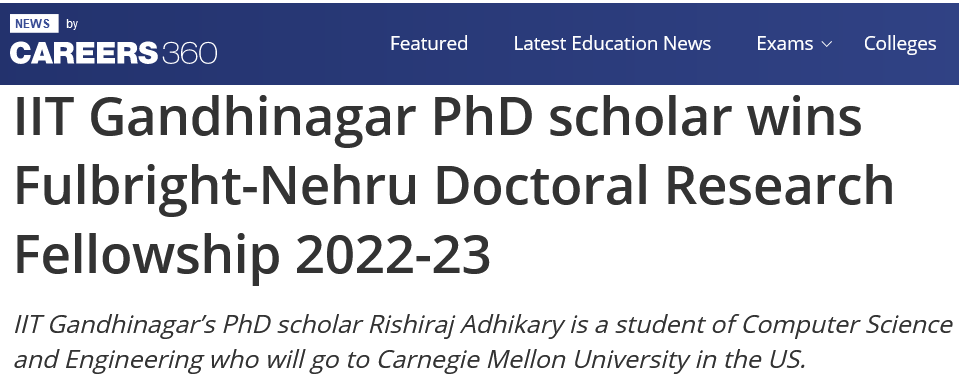 NEWS by
CAREERS360
Featured Latest Education News Exams Colleges
IIT Gandhinagar PhD scholar wins
Fulbright-Nehru Doctoral Research
Fellowship 2022-23
IIT Gandhinagar’s PhD scholar Rishiraj Adhikary is a student of Computer Science
and Engineering who will go to Carnegie Mellon University in the US.